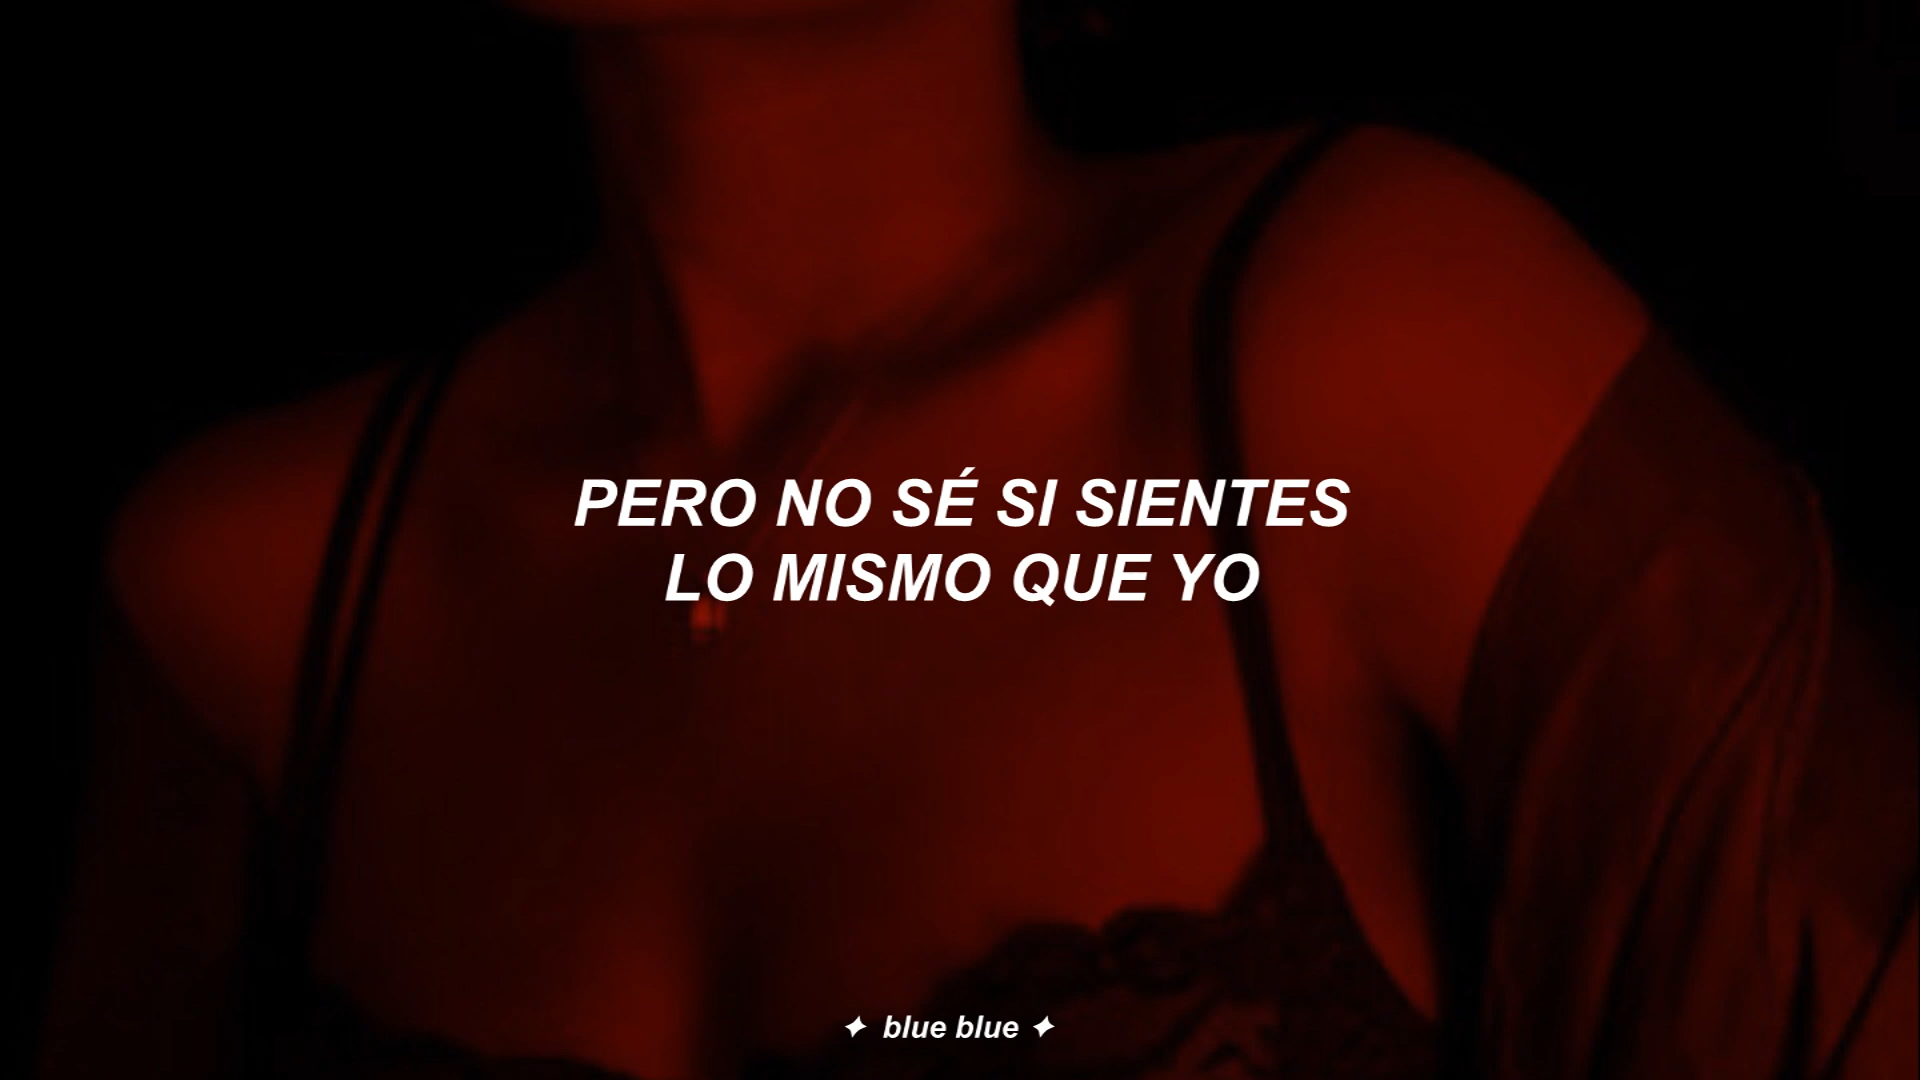 PERO NO SÉ SI SIENTES
LO MISMO QUE YO
✦ blue blue ✦